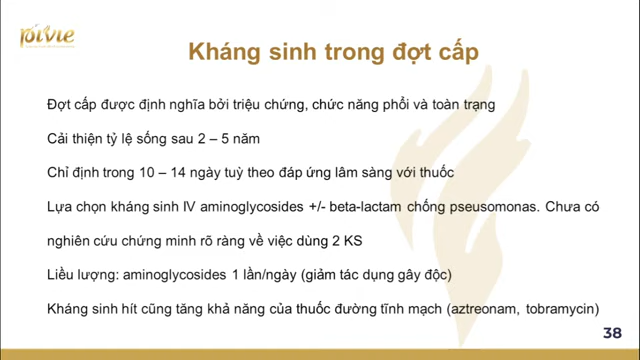 pivie
Kháng sinh trong đợt cấp
Đợt cấp được định nghĩa bởi triệu chứng, chức năng phổi và toàn trạng
Cải thiện tỷ lệ sống sau 2 – 5 năm
Chỉ định trong 10 – 14 ngày tuỳ theo đáp ứng lâm sàng với thuốc
Lựa chọn kháng sinh IV aminoglycosides +/- beta-lactam chống pseusomonas. Chưa có
nghiên cứu chứng minh rõ ràng về việc dùng 2 KS
Liều lượng: aminoglycosides 1 lần/ngày (giảm tác dụng gây độc)
Kháng sinh hít cũng tăng khả năng của thuốc đường tĩnh mạch (aztreonam, tobramycin)
38